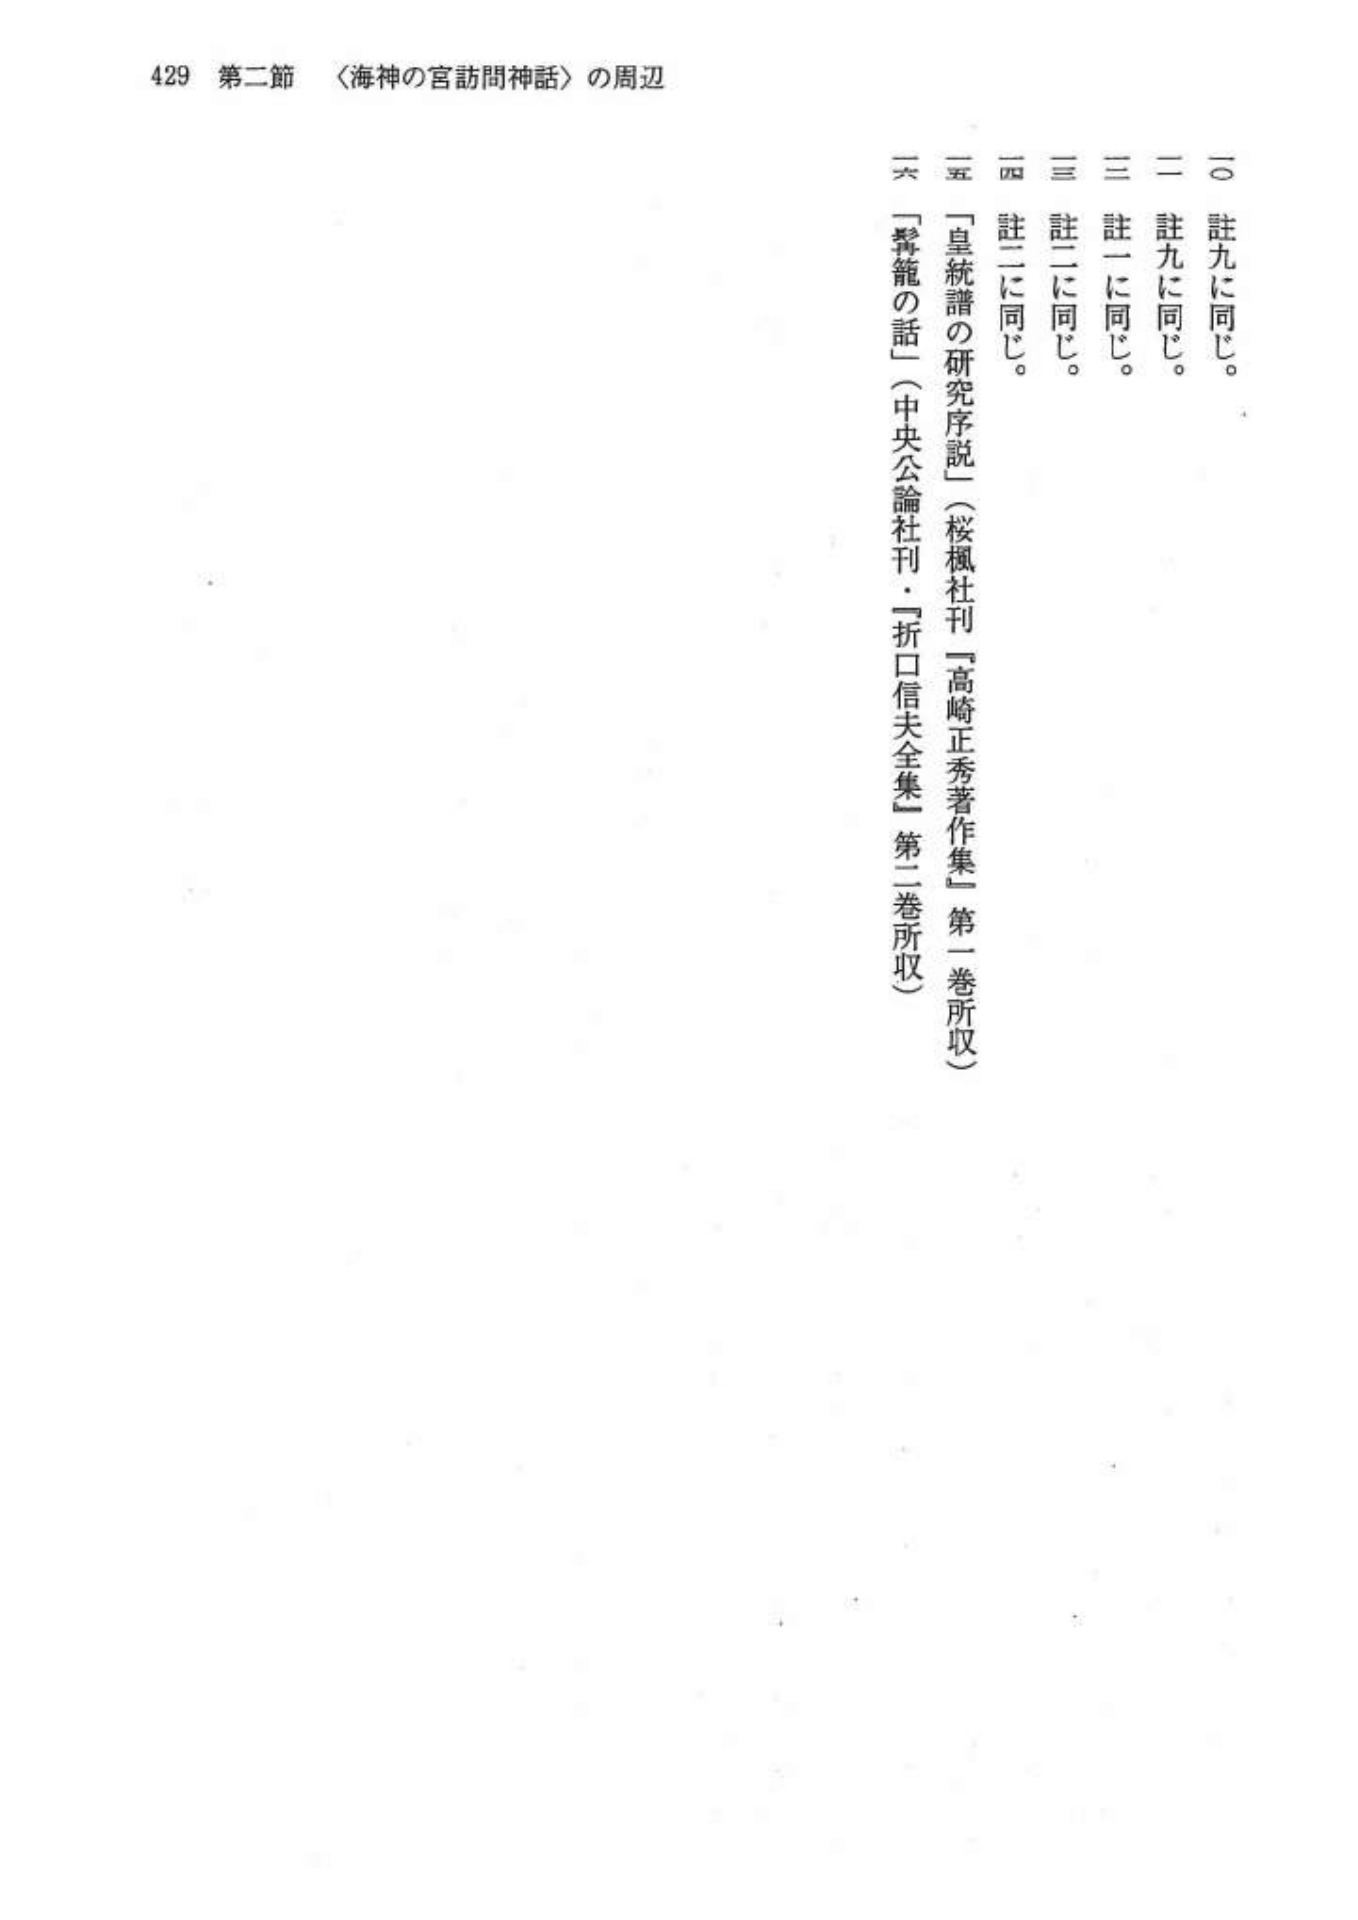 429 第二節 〈海神の宮訪問神話〉の周辺
一〇 註九に同じ。
一一 註九に同じ。
一二 註一に同じ。
一三 註二に同じ。
一四 註二に同じ。
一五 「皇統譜の研究序説」(桜楓社刊『高崎正秀著作集』第一巻所収)
一六 「髯籠の話」(中央公論社刊・『折口信夫全集』第二巻所収)